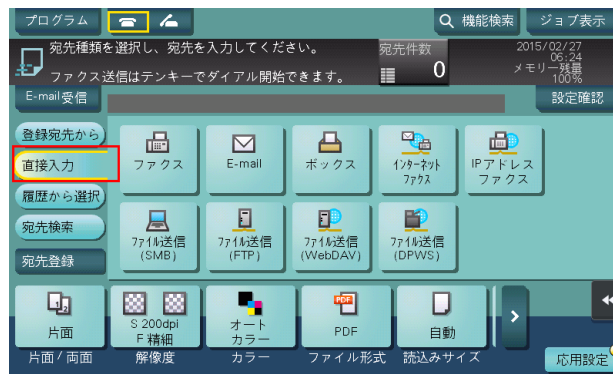 プログラム
機能検索
ジョブ表示
宛先種類を選択し、宛先を入力してください。
ファクス送信はテンキーでダイアル開始できます。
宛先件数
0
2015/02/27
06:24
メモリー残量
100%
E-mail受信
設定確認
登録宛先から
直接入力
履歴から選択
宛先検索
宛先登録
ファクス
E-mail
ボックス
インターネット
ファクス
IPアドレス
ファクス
ファイル送信
(SMB)
ファイル送信
(FTP)
ファイル送信
(WebDAV)
ファイル送信
(DPWS)
片面
S 200dpi
F 精細
オート
カラー
PDF
PDF
自動
片面/両面
解像度
カラー
ファイル形式
読込みサイズ
応用設定